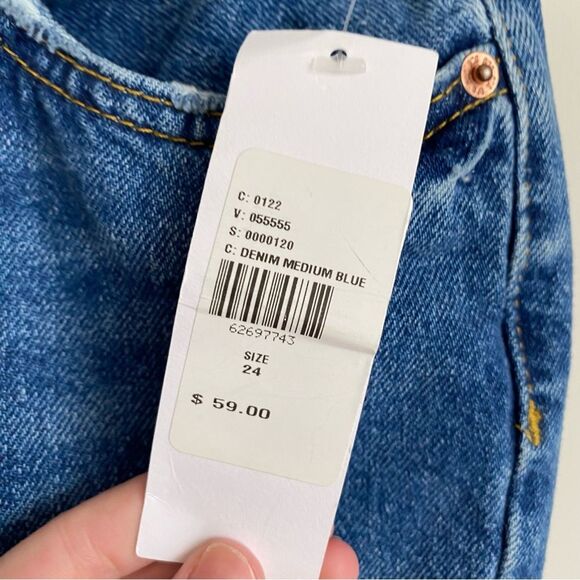 C: 0122
V: 055555
S: 0000120
C: DENIM MEDIUM BLUE
62697743
SIZE
24
$ 59.00